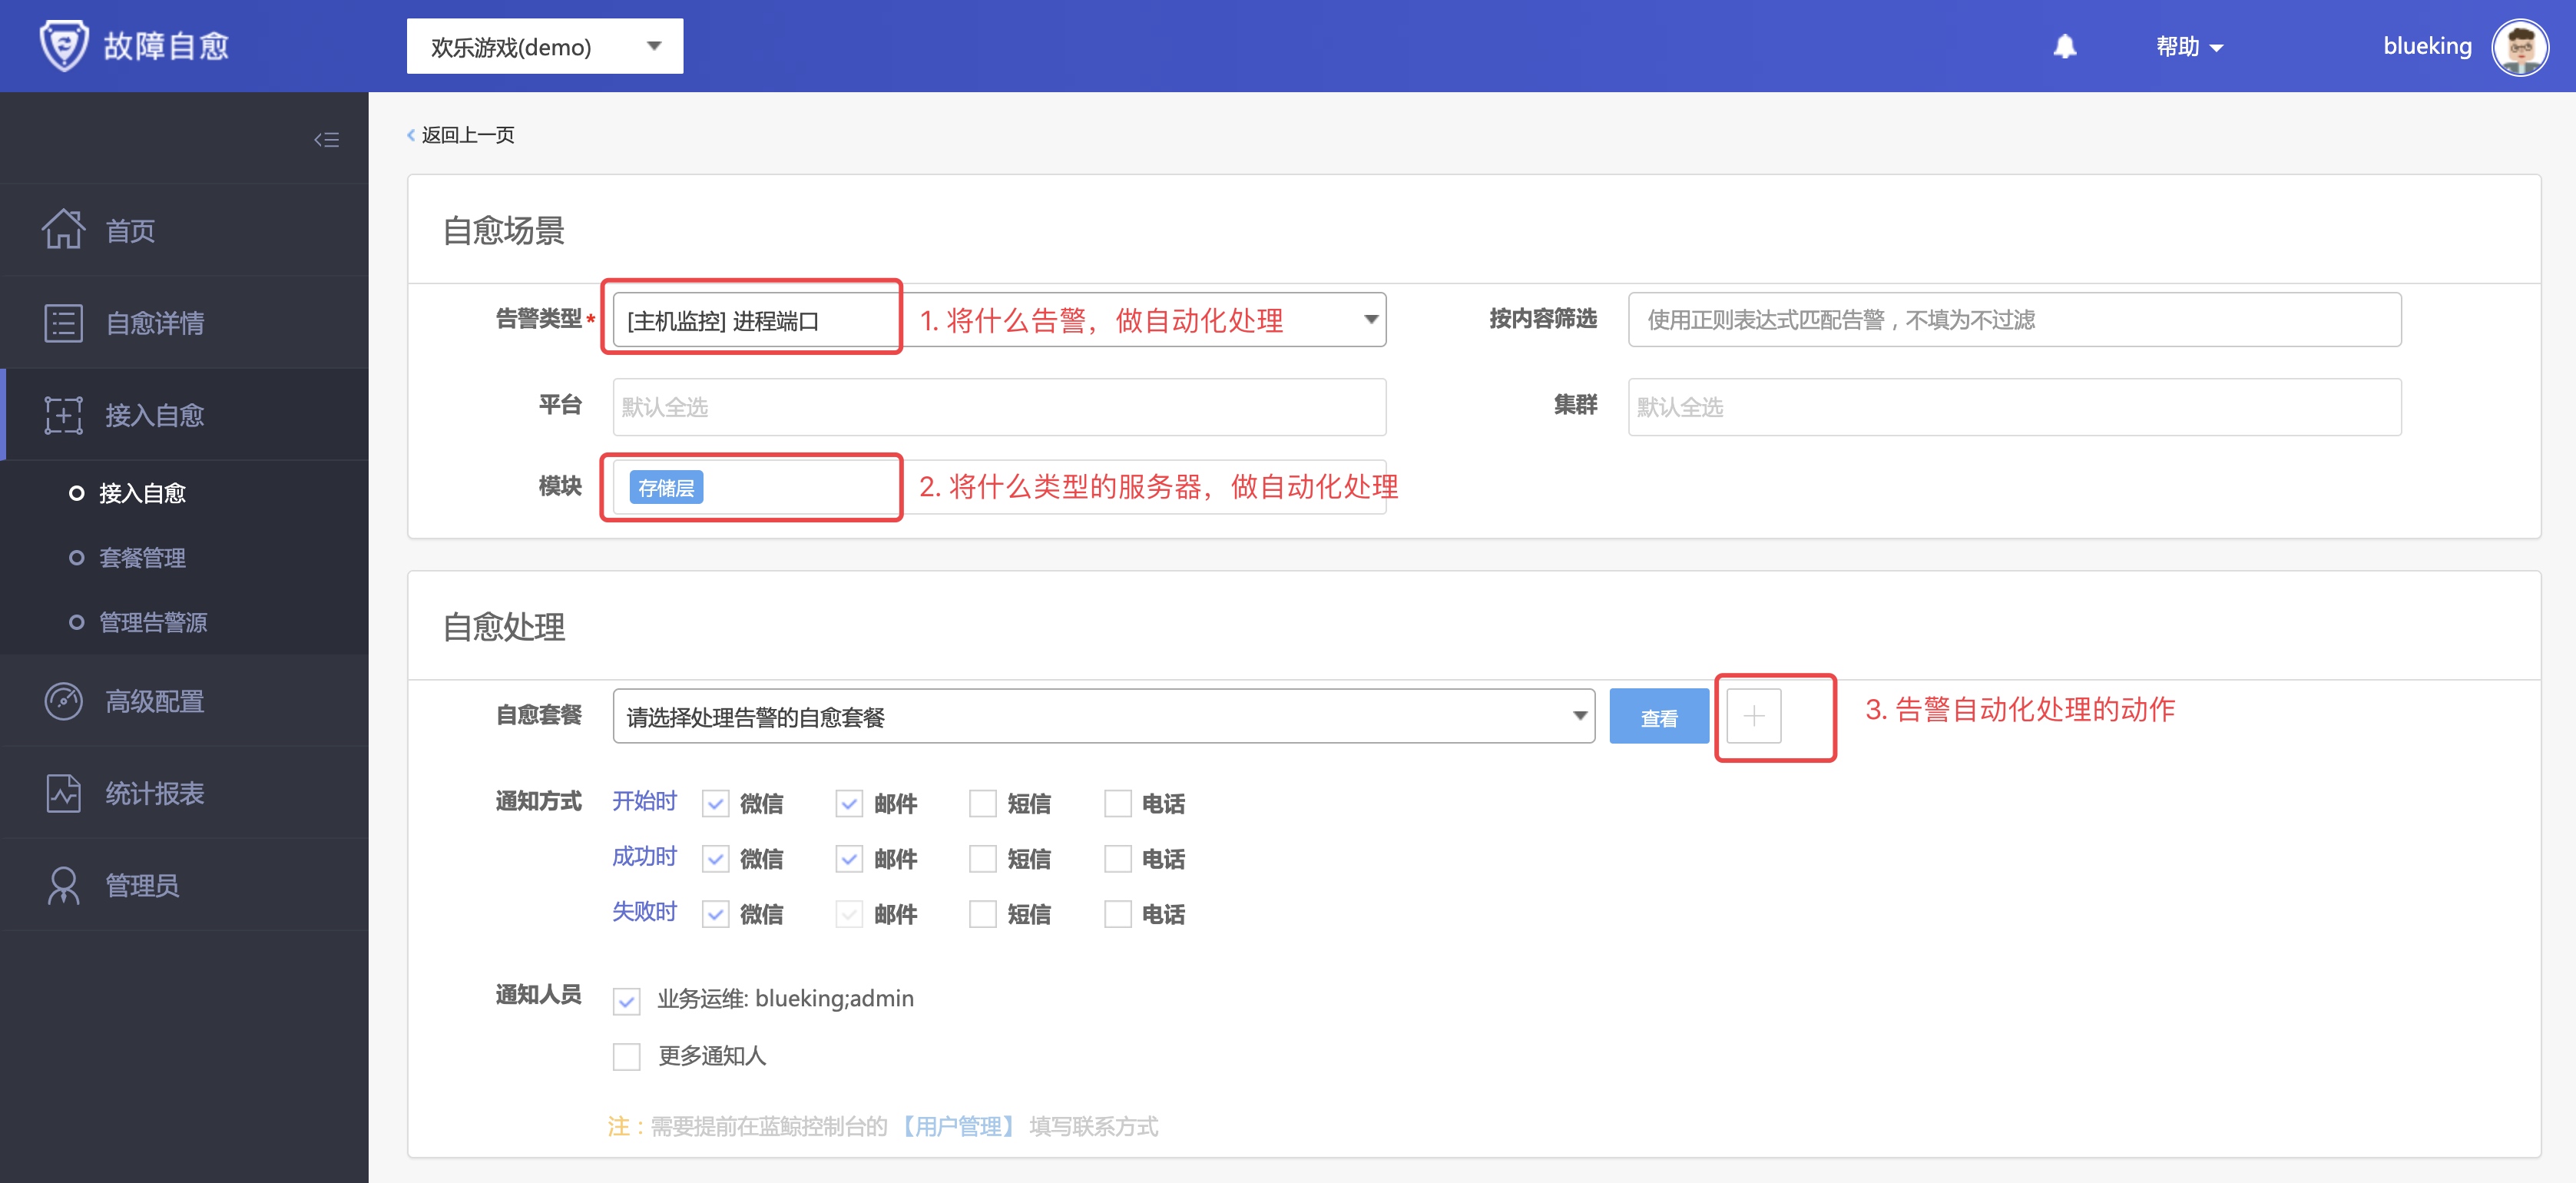 故障自愈
欢乐游戏(demo)
帮助
blueking
返回上一页
首页
自愈详情
接入自愈
接入自愈
套餐管理
管理告警源
高级配置
统计报表
管理员
自愈场景
告警类型* [主机监控] 进程端口 1. 将什么告警，做自动化处理
按内容筛选 使用正则表达式匹配告警，不填为不过滤
平台 默认全选
集群 默认全选
模块 存储层 2. 将什么类型的服务器，做自动化处理
自愈处理
自愈套餐 请选择处理告警的自愈套餐 查看 3. 告警自动化处理的动作
通知方式 开始时 微信 邮件 短信 电话
成功时 微信 邮件 短信 电话
失败时 微信 邮件 短信 电话
通知人员 业务运维: blueking;admin
更多通知人
注：需要提前在蓝鲸控制台的【用户管理】 填写联系方式